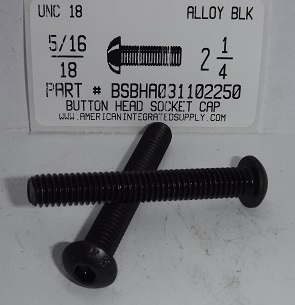 UNC 18 ALLOY BLK
5/16 18 2 1/4
PART # BSBHA031102250
BUTTON HEAD SOCKET CAP
WWW.AMERICANINTEGRATEDSUPPLY.COM